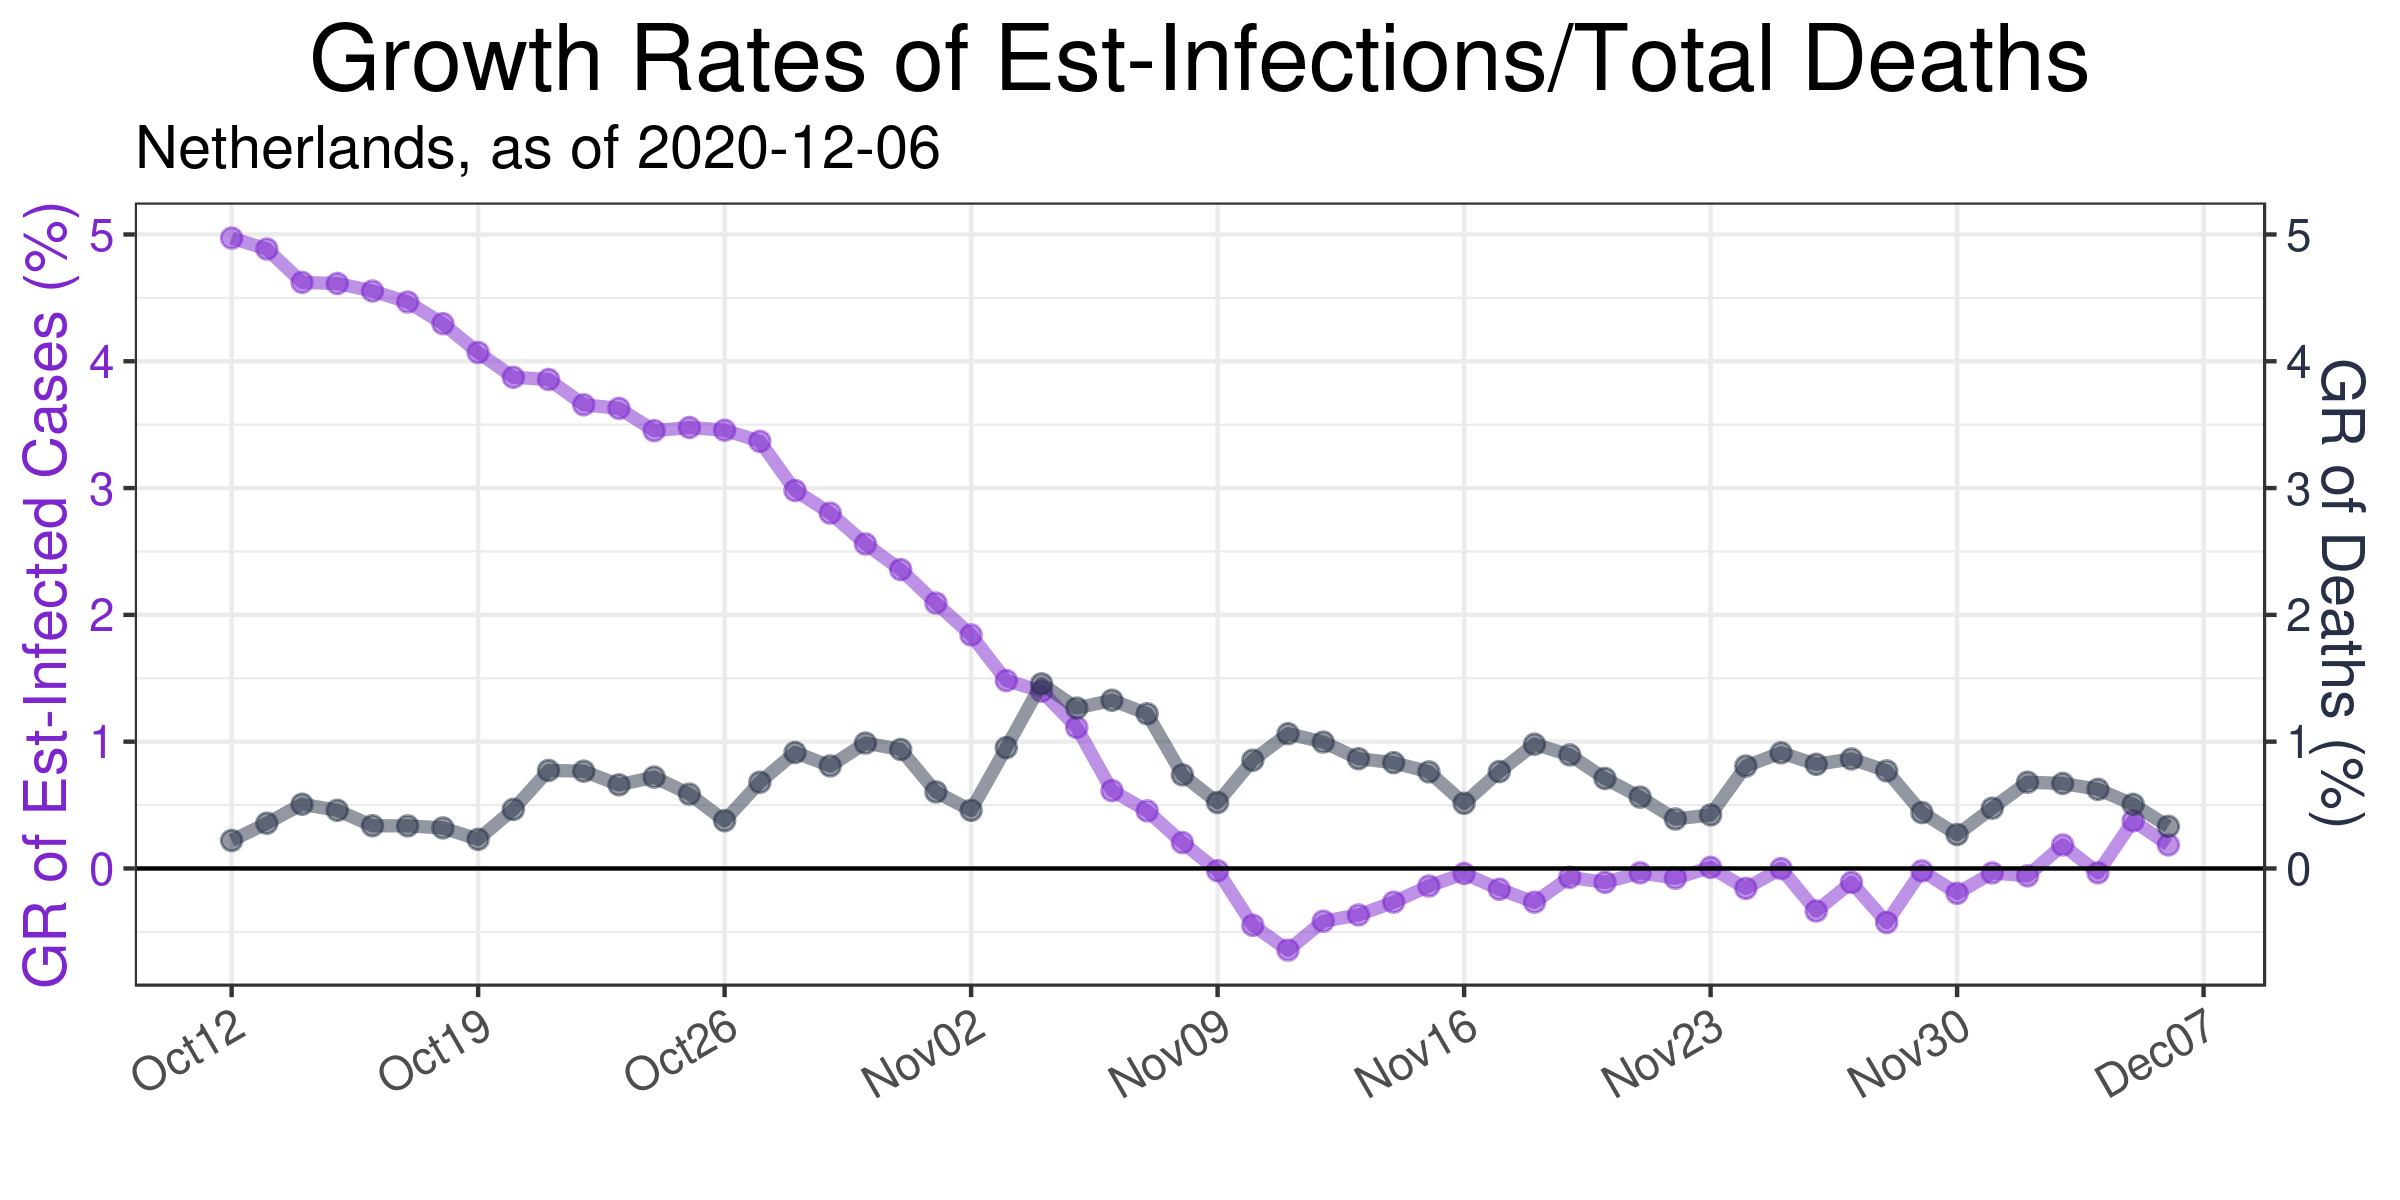 Growth Rates of Est-Infections/Total Deaths
Netherlands, as of 2020-12-06
GR of Est-Infected Cases (%)
5
4
3
2
1
0
5
4
3
2
1
0
GR of Deaths (%)
Oct12
Oct19
Oct26
Nov02
Nov09
Nov16
Nov23
Nov30
Dec07